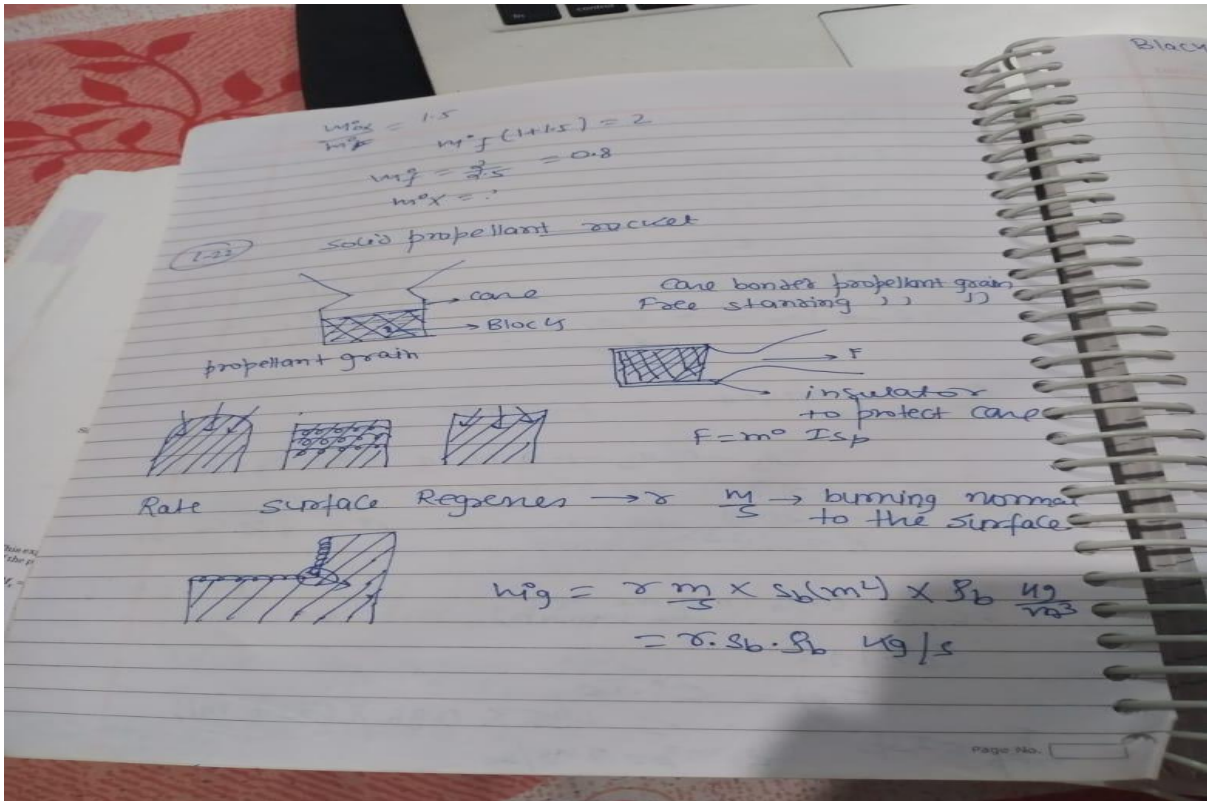 Black
ṁox/ṁf = 1.5
ṁf (1+1.5) = 2
ṁf = 2/2.5 = 0.8
m°x = ?
L-22
Solid propellant rocket
case
Block
propellant grain
Case bonded propellant grain
Free standing ,, ,,
F
insulator
to protect case
F = m° Isp
Rate surface Regresses → r m/s → burning normal
to the surface
ṁg = r m/s × Sb(m²) × ρb kg/m³
= r. Sb. ρb kg/s
Page No.